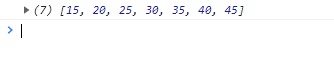 ▶ (7) [15, 20, 25, 30, 35, 40, 45]
>